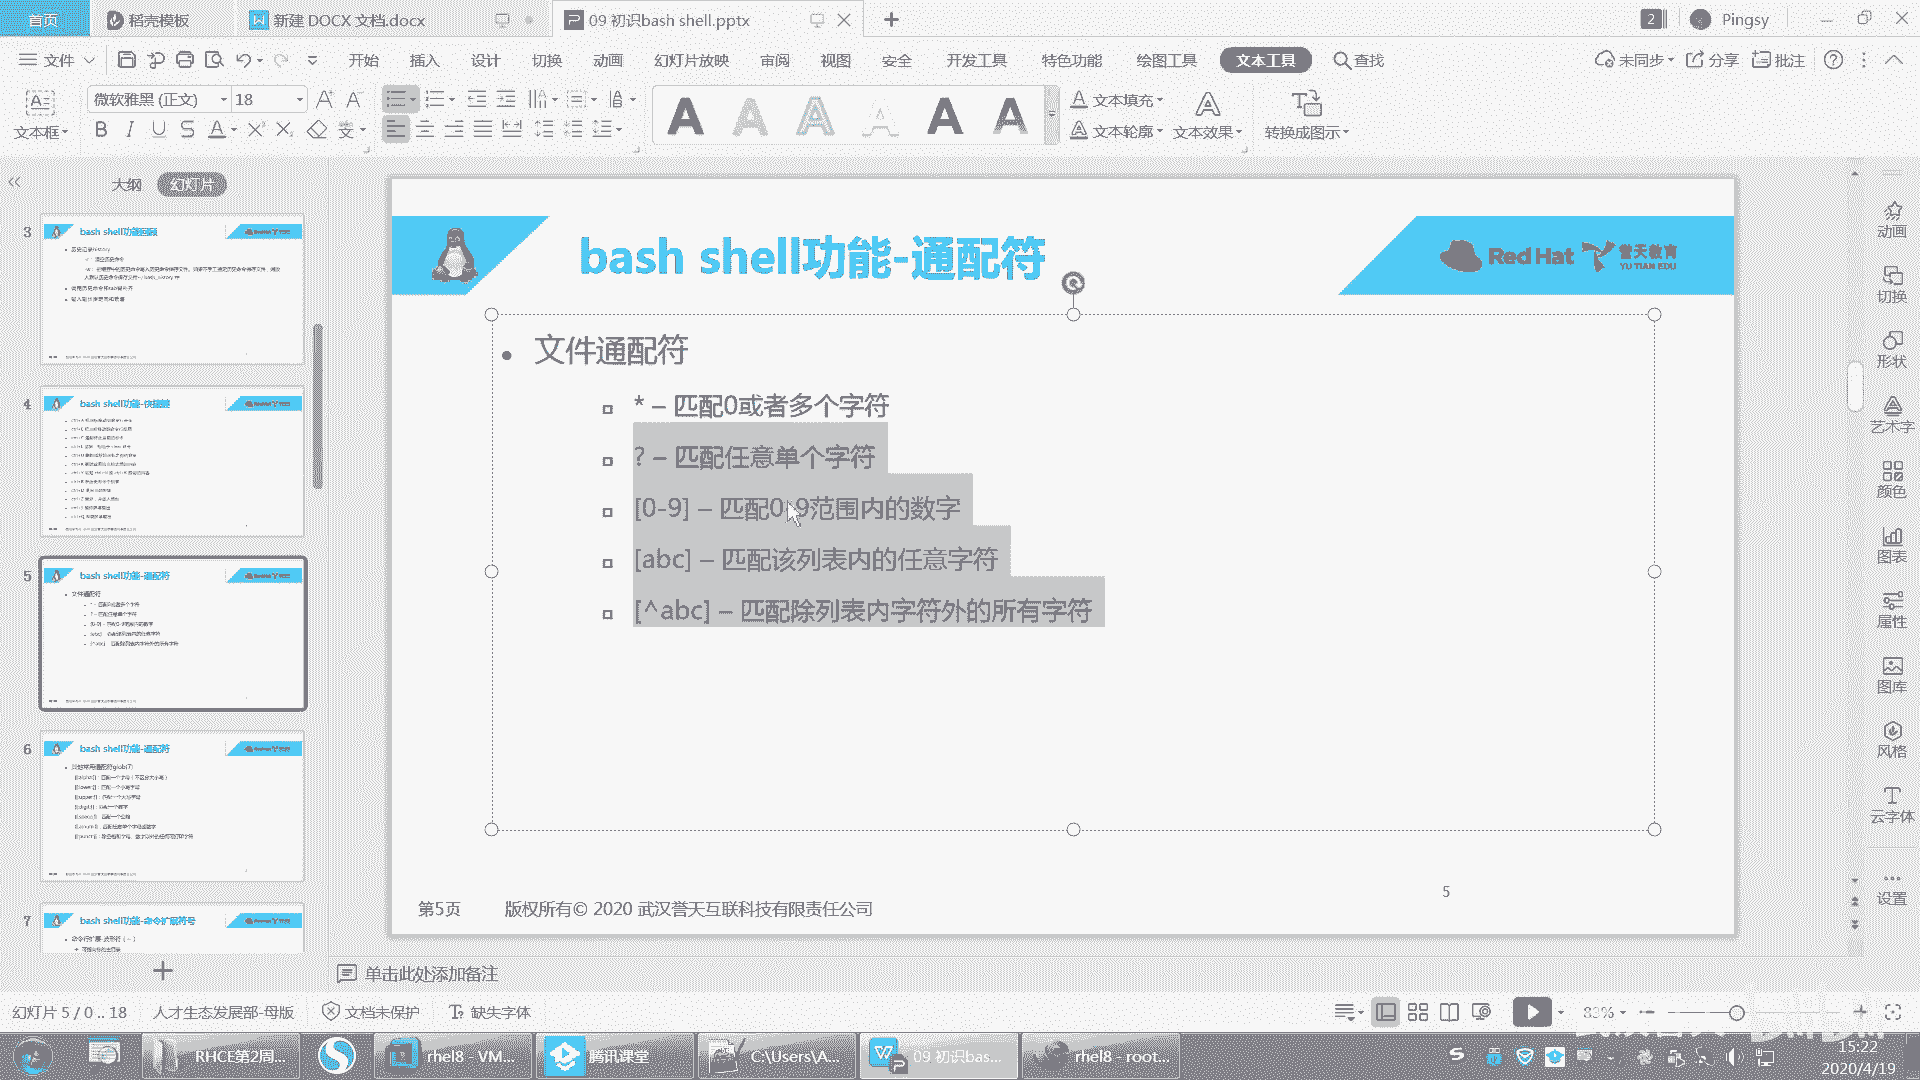 首页
稻壳模板
新建 DOCX 文档.docx
09 初识bash shell.pptx
2
Pingsy
文件
开始
插入
设计
切换
动画
幻灯片放映
审阅
视图
安全
开发工具
特色功能
绘图工具
文本工具
查找
未同步
分享
批注
文本框
微软雅黑 (正文)
18
文本填充
文本轮廓
文本效果
转换成图示
大纲
幻灯片
3
bash shell功能回顾
4
bash shell功能-快捷键
5
bash shell功能-通配符
文件通配符
6
bash shell功能-通配符
7
bash shell功能-命令扩展符号
bash shell功能-通配符
Red Hat
誉天教育
YU TIAN EDU
文件通配符
* – 匹配0或者多个字符
? – 匹配任意单个字符
[0-9] – 匹配0-9范围内的数字
[abc] – 匹配该列表内的任意字符
[^abc] – 匹配除列表内字符外的所有字符
5
第5页
版权所有© 2020 武汉誉天互联科技有限责任公司
动画
切换
形状
艺术字
颜色
图表
属性
图库
风格
云字体
设置
单击此处添加备注
幻灯片 5 / 0 .. 18
人才生态发展部-母版
文档未保护
缺失字体
83%
RHCE第2周...
rhel8 - VM...
腾讯课堂
C:\Users\A...
09 初识bas...
rhel8 - root...
15:22
2020/4/19